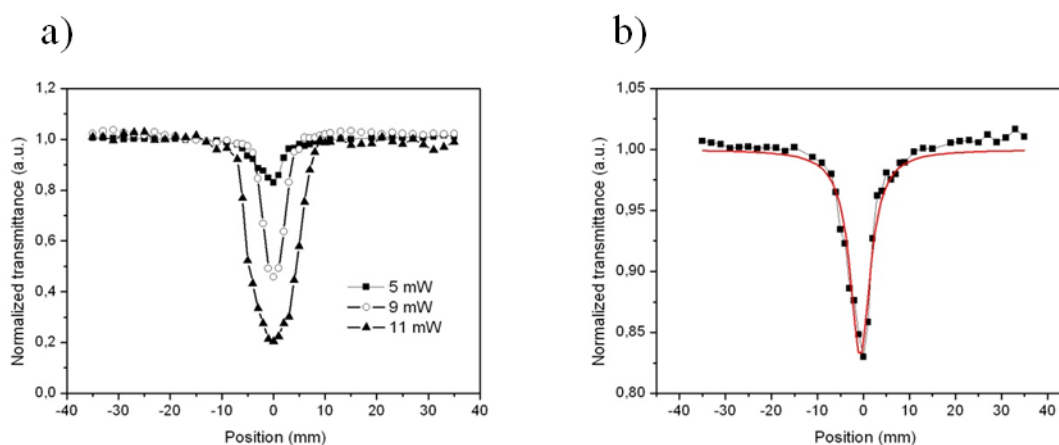 a)
b)
Normalized transmittance (a.u.)
1,2
1,0
0,8
0,6
0,4
0,2
0,0
5 mW
9 mW
11 mW
-40 -30 -20 -10 0 10 20 30 40
Position (mm)
Normalized transmittance (a.u.)
1,05
1.00
0,95
0,90
0,85
0,80
-40 -30 -20 -10 0 10 20 30 40
Position (mm)